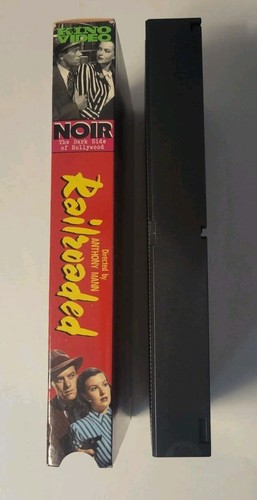 KINO
VIDEO
NOIR
The Dark Side
of Hollywood
Railroaded
Directed by
ANTHONY MANN